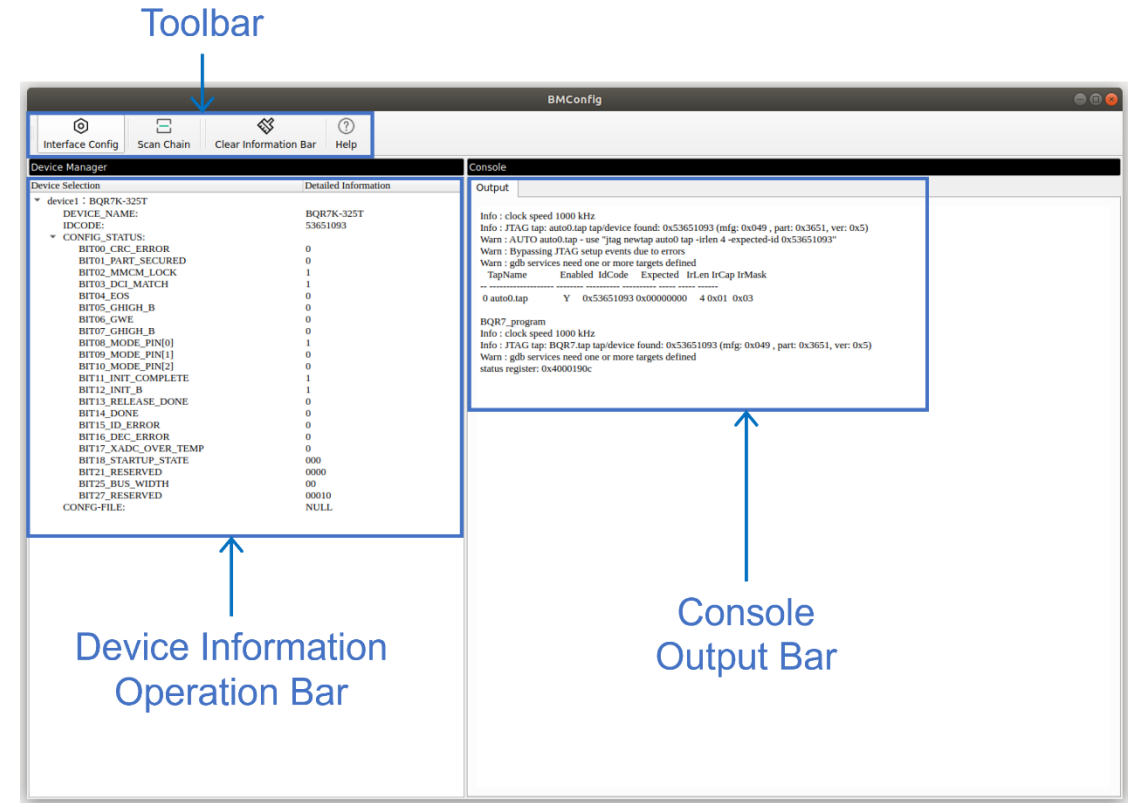 Toolbar
BMConfig
Interface Config Scan Chain Clear Information Bar Help
Device Manager
Device Selection Detailed Information
device1：BQR7K-325T
DEVICE_NAME: BQR7K-325T
IDCODE: 53651093
CONFIG_STATUS:
BIT00_CRC_ERROR 0
BIT01_PART_SECURED 0
BIT02_MMCM_LOCK 1
BIT03_DCI_MATCH 1
BIT04_EOS 0
BIT05_GHIGH_B 0
BIT06_GWE 0
BIT07_GHIGH_B 0
BIT08_MODE_PIN[0] 1
BIT09_MODE_PIN[1] 0
BIT10_MODE_PIN[2] 0
BIT11_INIT_COMPLETE 1
BIT12_INIT_B 1
BIT13_RELEASE_DONE 0
BIT14_DONE 0
BIT15_ID_ERROR 0
BIT16_DEC_ERROR 0
BIT17_XADC_OVER_TEMP 0
BIT18_STARTUP_STATE 000
BIT21_RESERVED 0000
BIT25_BUS_WIDTH 00
BIT27_RESERVED 00010
CONFG-FILE: NULL
Console
Output
Info : clock speed 1000 kHz
Info : JTAG tap: auto0.tap tap/device found: 0x53651093 (mfg: 0x049 , part: 0x3651, ver: 0x5)
Warn : AUTO auto0.tap - use "jtag newtap auto0 tap -irlen 4 -expected-id 0x53651093"
Warn : Bypassing JTAG setup events due to errors
Warn : gdb services need one or more targets defined
TapName Enabled IdCode Expected IrLen IrCap IrMask
-- ------------------- -------- ---------- ---------- ----- ----- ------
0 auto0.tap Y 0x53651093 0x00000000 4 0x01 0x03
BQR7_program
Info : clock speed 1000 kHz
Info : JTAG tap: BQR7.tap tap/device found: 0x53651093 (mfg: 0x049 , part: 0x3651, ver: 0x5)
Warn : gdb services need one or more targets defined
status register: 0x4000190c
Device Information
Operation Bar
Console
Output Bar